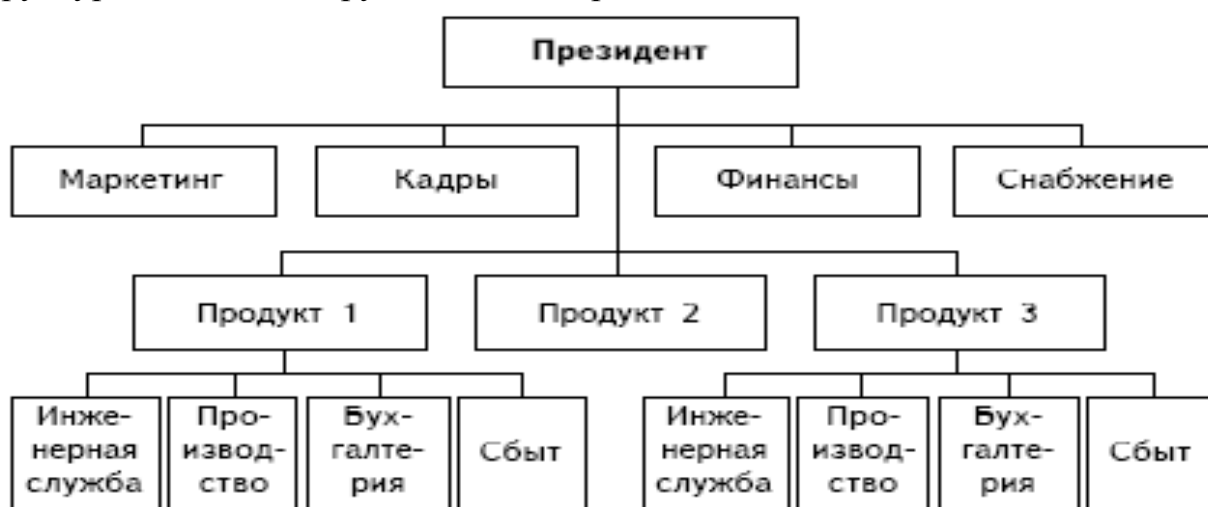 Президент
Маркетинг
Кадры
Финансы
Снабжение
Продукт 1
Продукт 2
Продукт 3
Инже-
нерная
служба
Про-
извод-
ство
Бух-
галте-
рия
Сбыт
Инже-
нерная
служба
Про-
извод-
ство
Бух-
галте-
рия
Сбыт